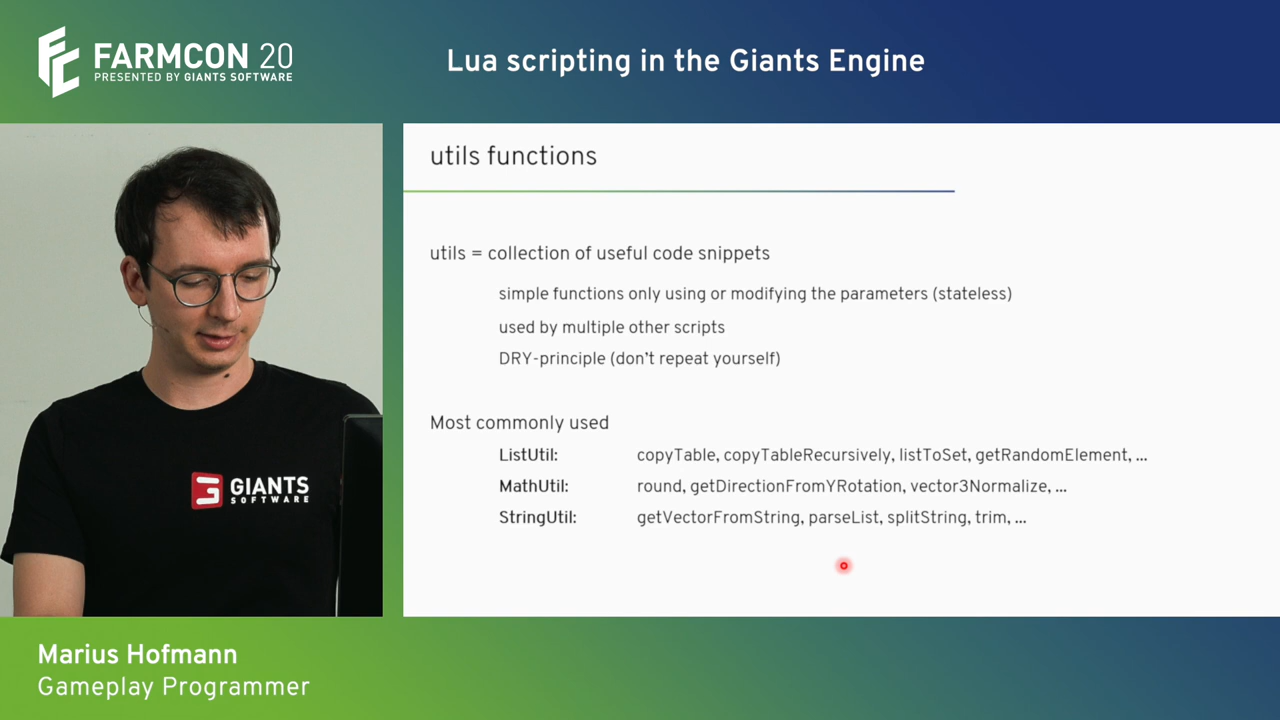 FARMCON 20
PRESENTED BY GIANTS SOFTWARE
Lua scripting in the Giants Engine
utils functions
utils = collection of useful code snippets
simple functions only using or modifying the parameters (stateless)
used by multiple other scripts
DRY-principle (don't repeat yourself)
Most commonly used
ListUtil: copyTable, copyTableRecursively, listToSet, getRandomElement, ...
MathUtil: round, getDirectionFromYRotation, vector3Normalize, ...
StringUtil: getVectorFromString, parseList, splitString, trim, ...
GIANTS
SOFTWARE
Marius Hofmann
Gameplay Programmer